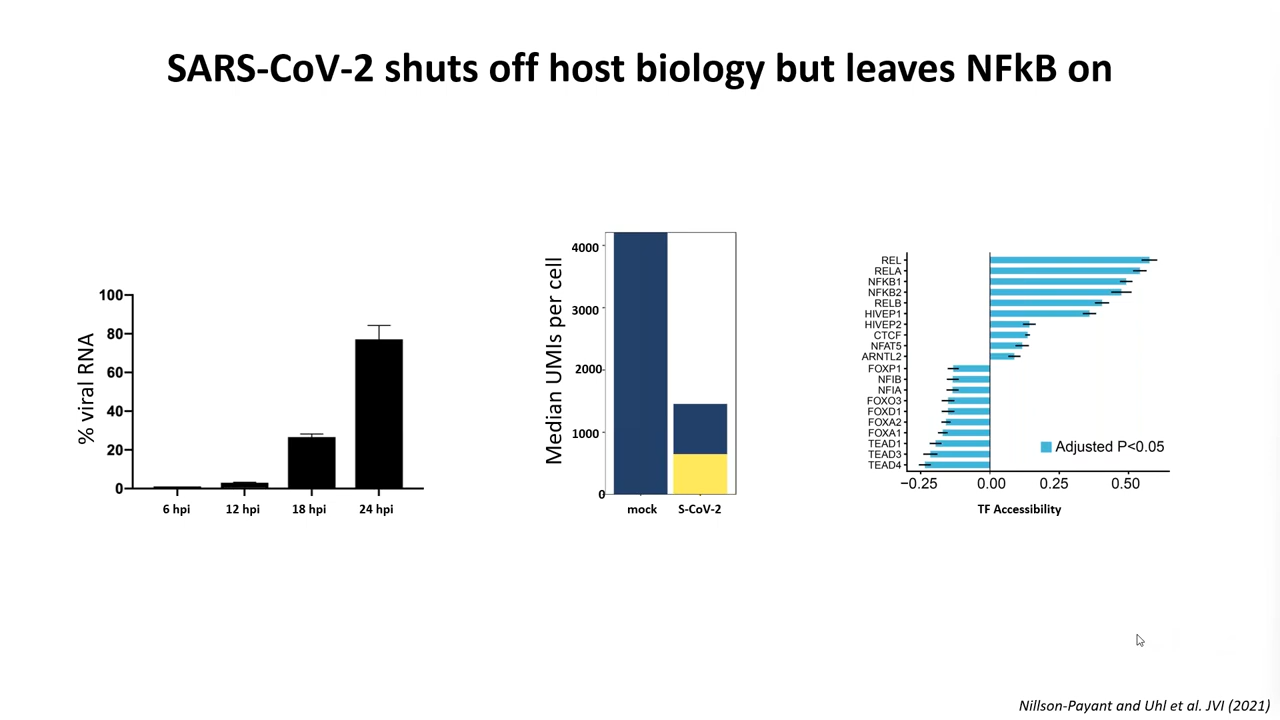 SARS-CoV-2 shuts off host biology but leaves NFkB on
% viral RNA
100
80
60
40
20
0
6 hpi 12 hpi 18 hpi 24 hpi
Median UMIs per cell
4000
3000
2000
1000
0
mock S-CoV-2
REL
RELA
NFKB1
NFKB2
RELB
HIVEP1
HIVEP2
CTCF
NFAT5
ARNTL2
FOXP1
NFIB
NFIA
FOXO3
FOXD1
FOXA2
FOXA1
TEAD1
TEAD3
TEAD4
Adjusted P<0.05
−0.25 0.00 0.25 0.50
TF Accessibility
Nillson-Payant and Uhl et al. JVI (2021)